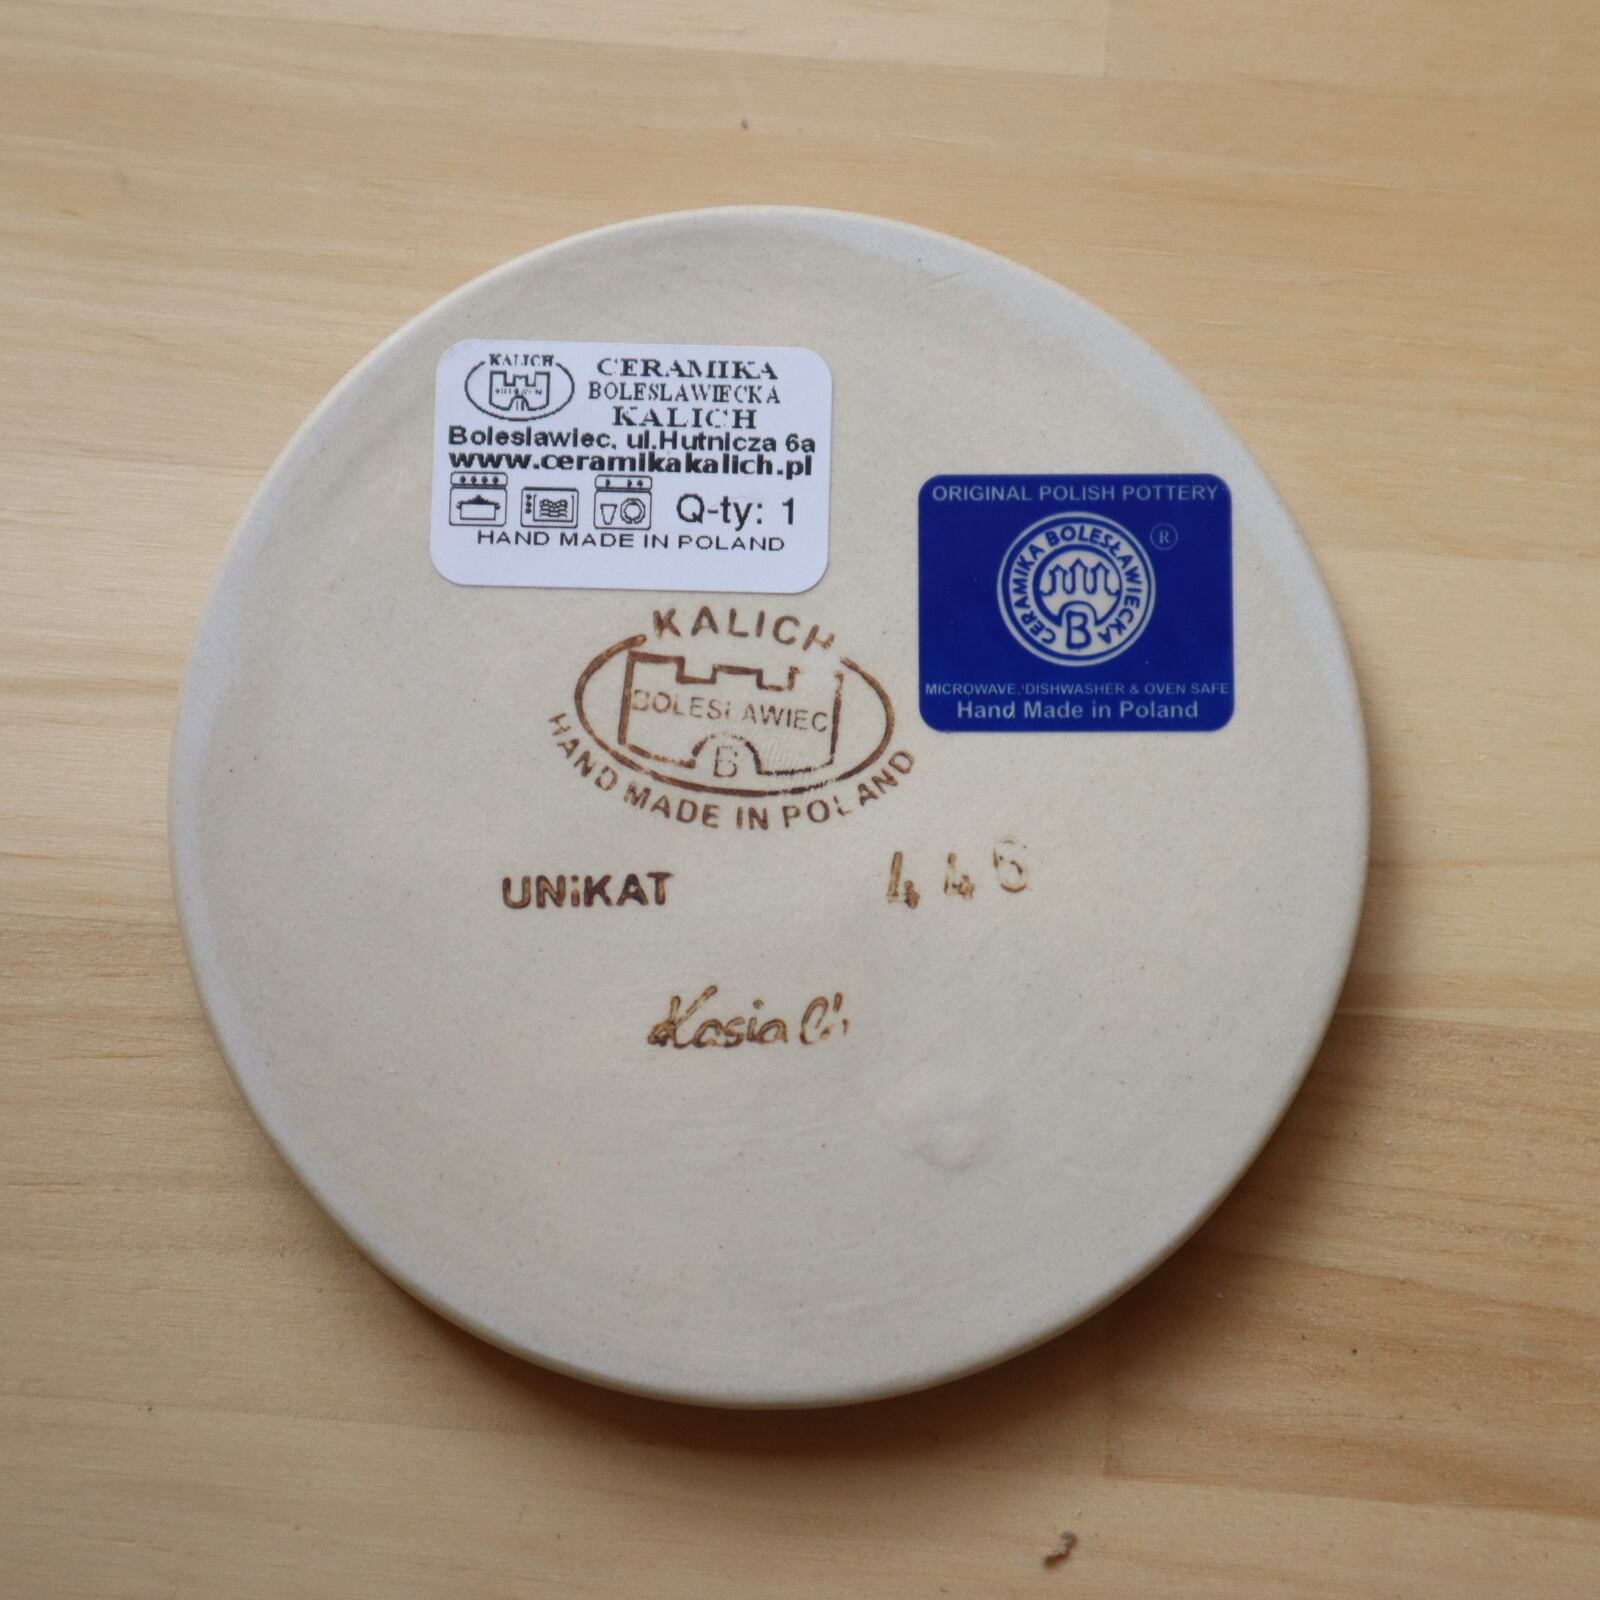 KALICH
CERAMIKA
BOLESLAWIECKA
KALICH
Boleslawiec, ul.Hutnicza 6a
www.ceramikakalich.pl
Q-ty: 1
HAND MADE IN POLAND
ORIGINAL POLISH POTTERY
CERAMIKA BOLESŁAWIECKA
®
B
MICROWAVE, DISHWASHER & OVEN SAFE
Hand Made in Poland
KALICH
BOLESŁAWIEC
B
HAND MADE IN POLAND
UNiKAT
446
Kasia Ch